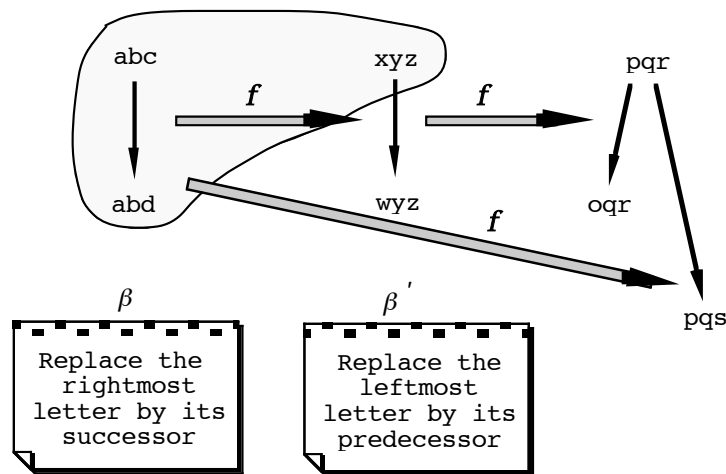 abc xyz pqr
f f
abd wyz oqr
f
pqs
β β'
Replace the
rightmost
letter by its
successor
Replace the
leftmost
letter by its
predecessor